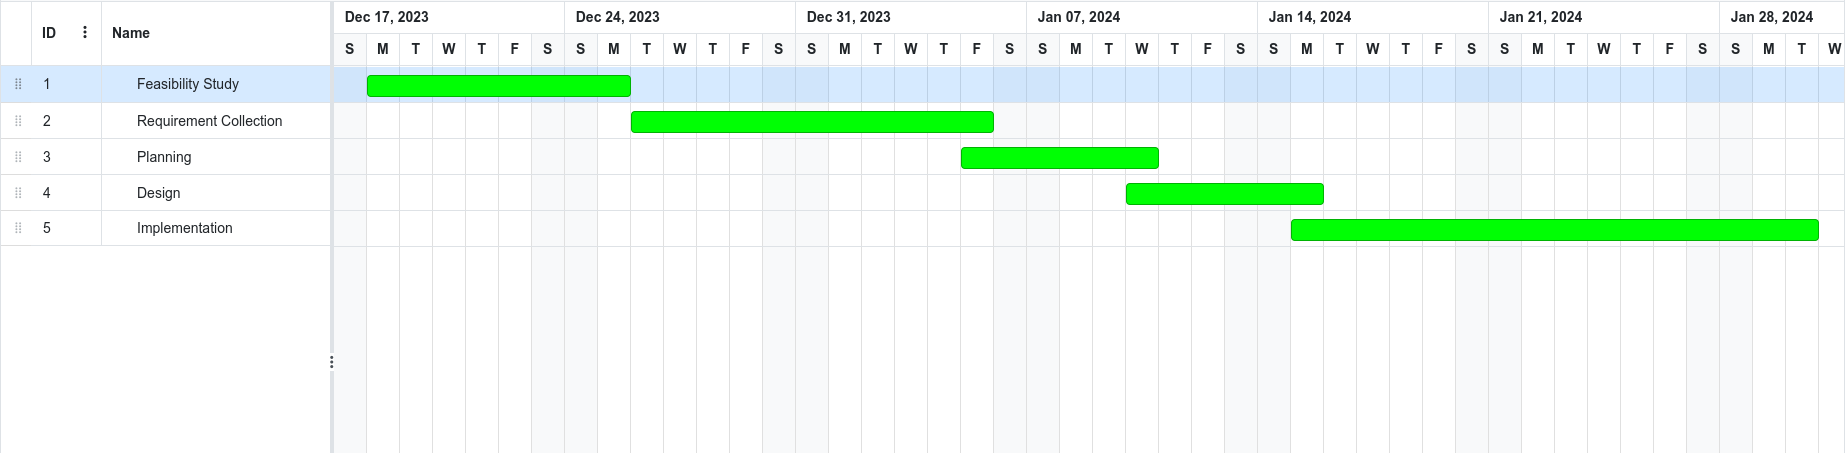 ID Name Dec 17, 2023 Dec 24, 2023 Dec 31, 2023 Jan 07, 2024 Jan 14, 2024 Jan 21, 2024 Jan 28, 2024
S M T W T F S S M T W T F S S M T W T F S S M T W T F S S M T W T F S S M T W T F S S M T W
1 Feasibility Study
2 Requirement Collection
3 Planning
4 Design
5 Implementation